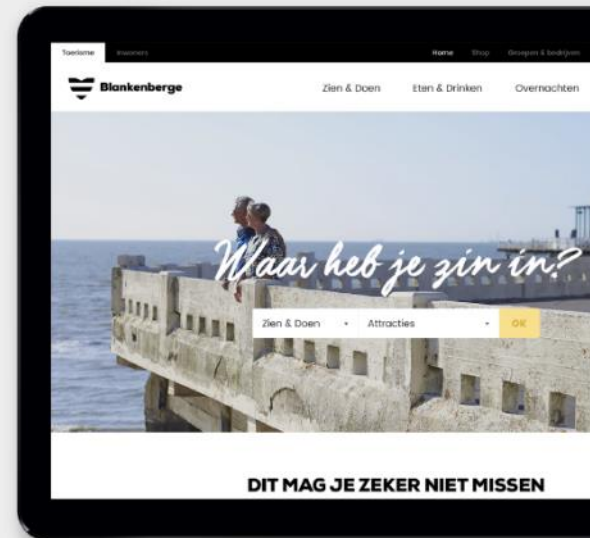 Toerisme Inwoners Home Shop Groepen & bedrijven
Blankenberge Zien & Doen Eten & Drinken Overnachten
Waar heb je zin in?
Zien & Doen Attracties OK
DIT MAG JE ZEKER NIET MISSEN